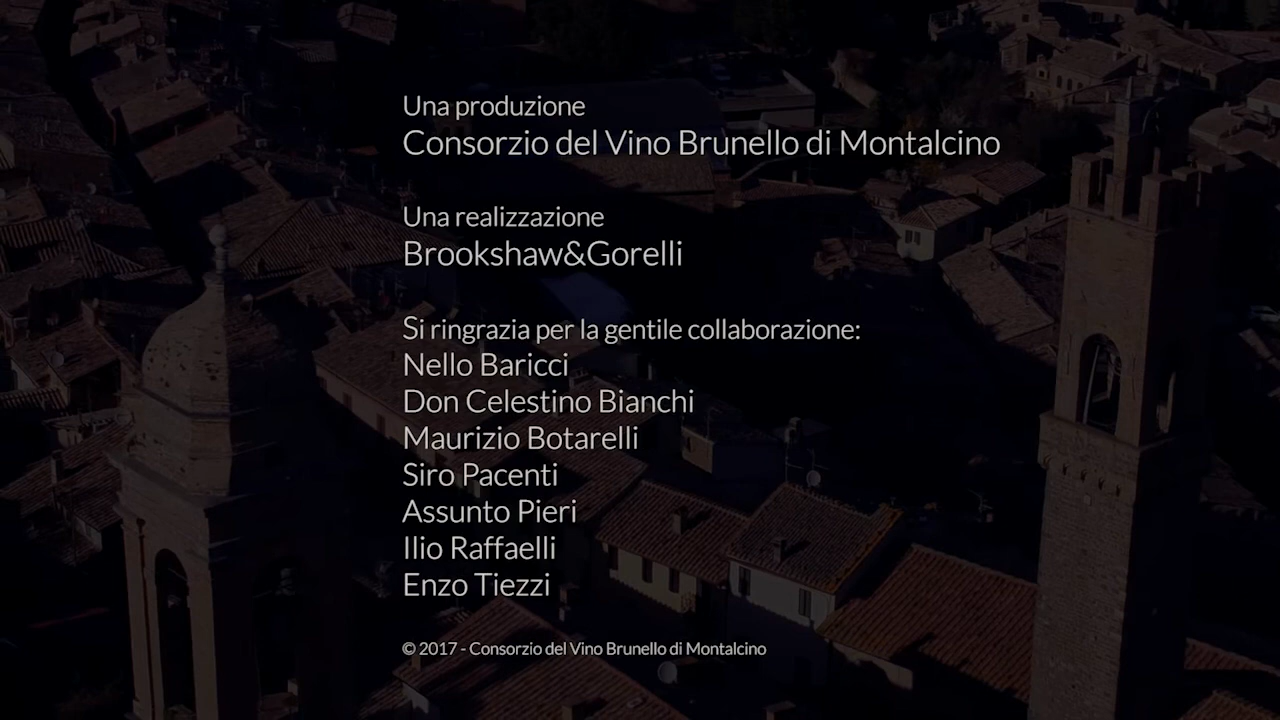 Una produzione
Consorzio del Vino Brunello di Montalcino
Una realizzazione
Brookshaw&Gorelli
Si ringrazia per la gentile collaborazione:
Nello Baricci
Don Celestino Bianchi
Maurizio Botarelli
Siro Pacenti
Assunto Pieri
Ilio Raffaelli
Enzo Tiezzi
© 2017 - Consorzio del Vino Brunello di Montalcino